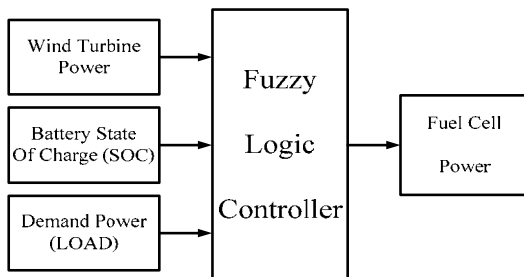 Wind Turbine
Power
Battery State
Of Charge (SOC)
Demand Power
(LOAD)
Fuzzy
Logic
Controller
Fuel Cell
Power